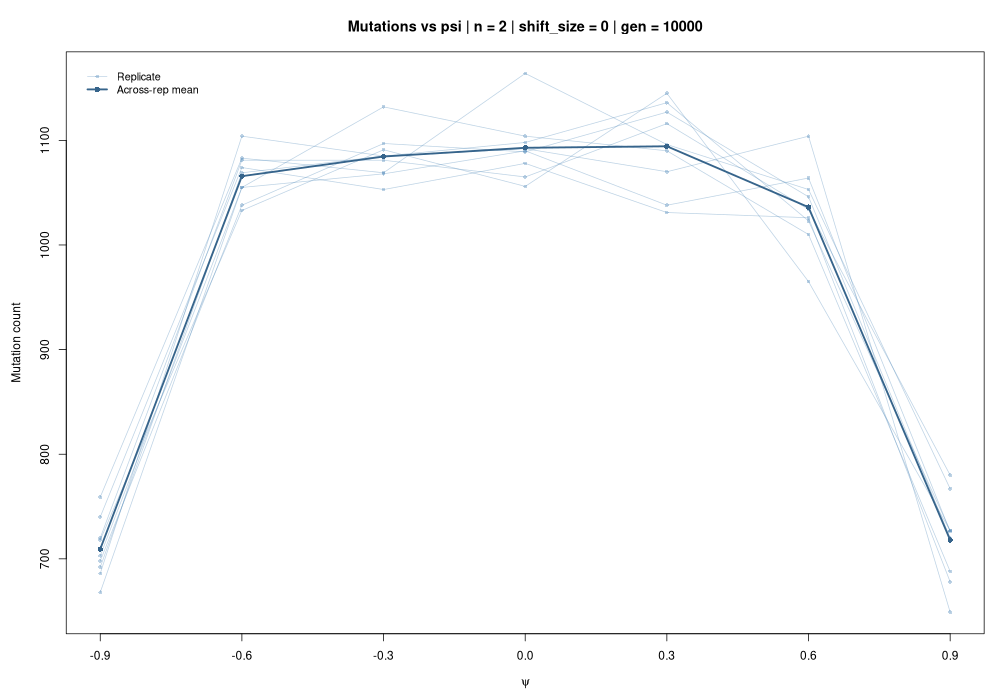 Mutations vs psi | n = 2 | shift_size = 0 | gen = 10000
Replicate
Across-rep mean
Mutation count
1100
1000
900
800
700
-0.9 -0.6 -0.3 0.0 0.3 0.6 0.9
ψ